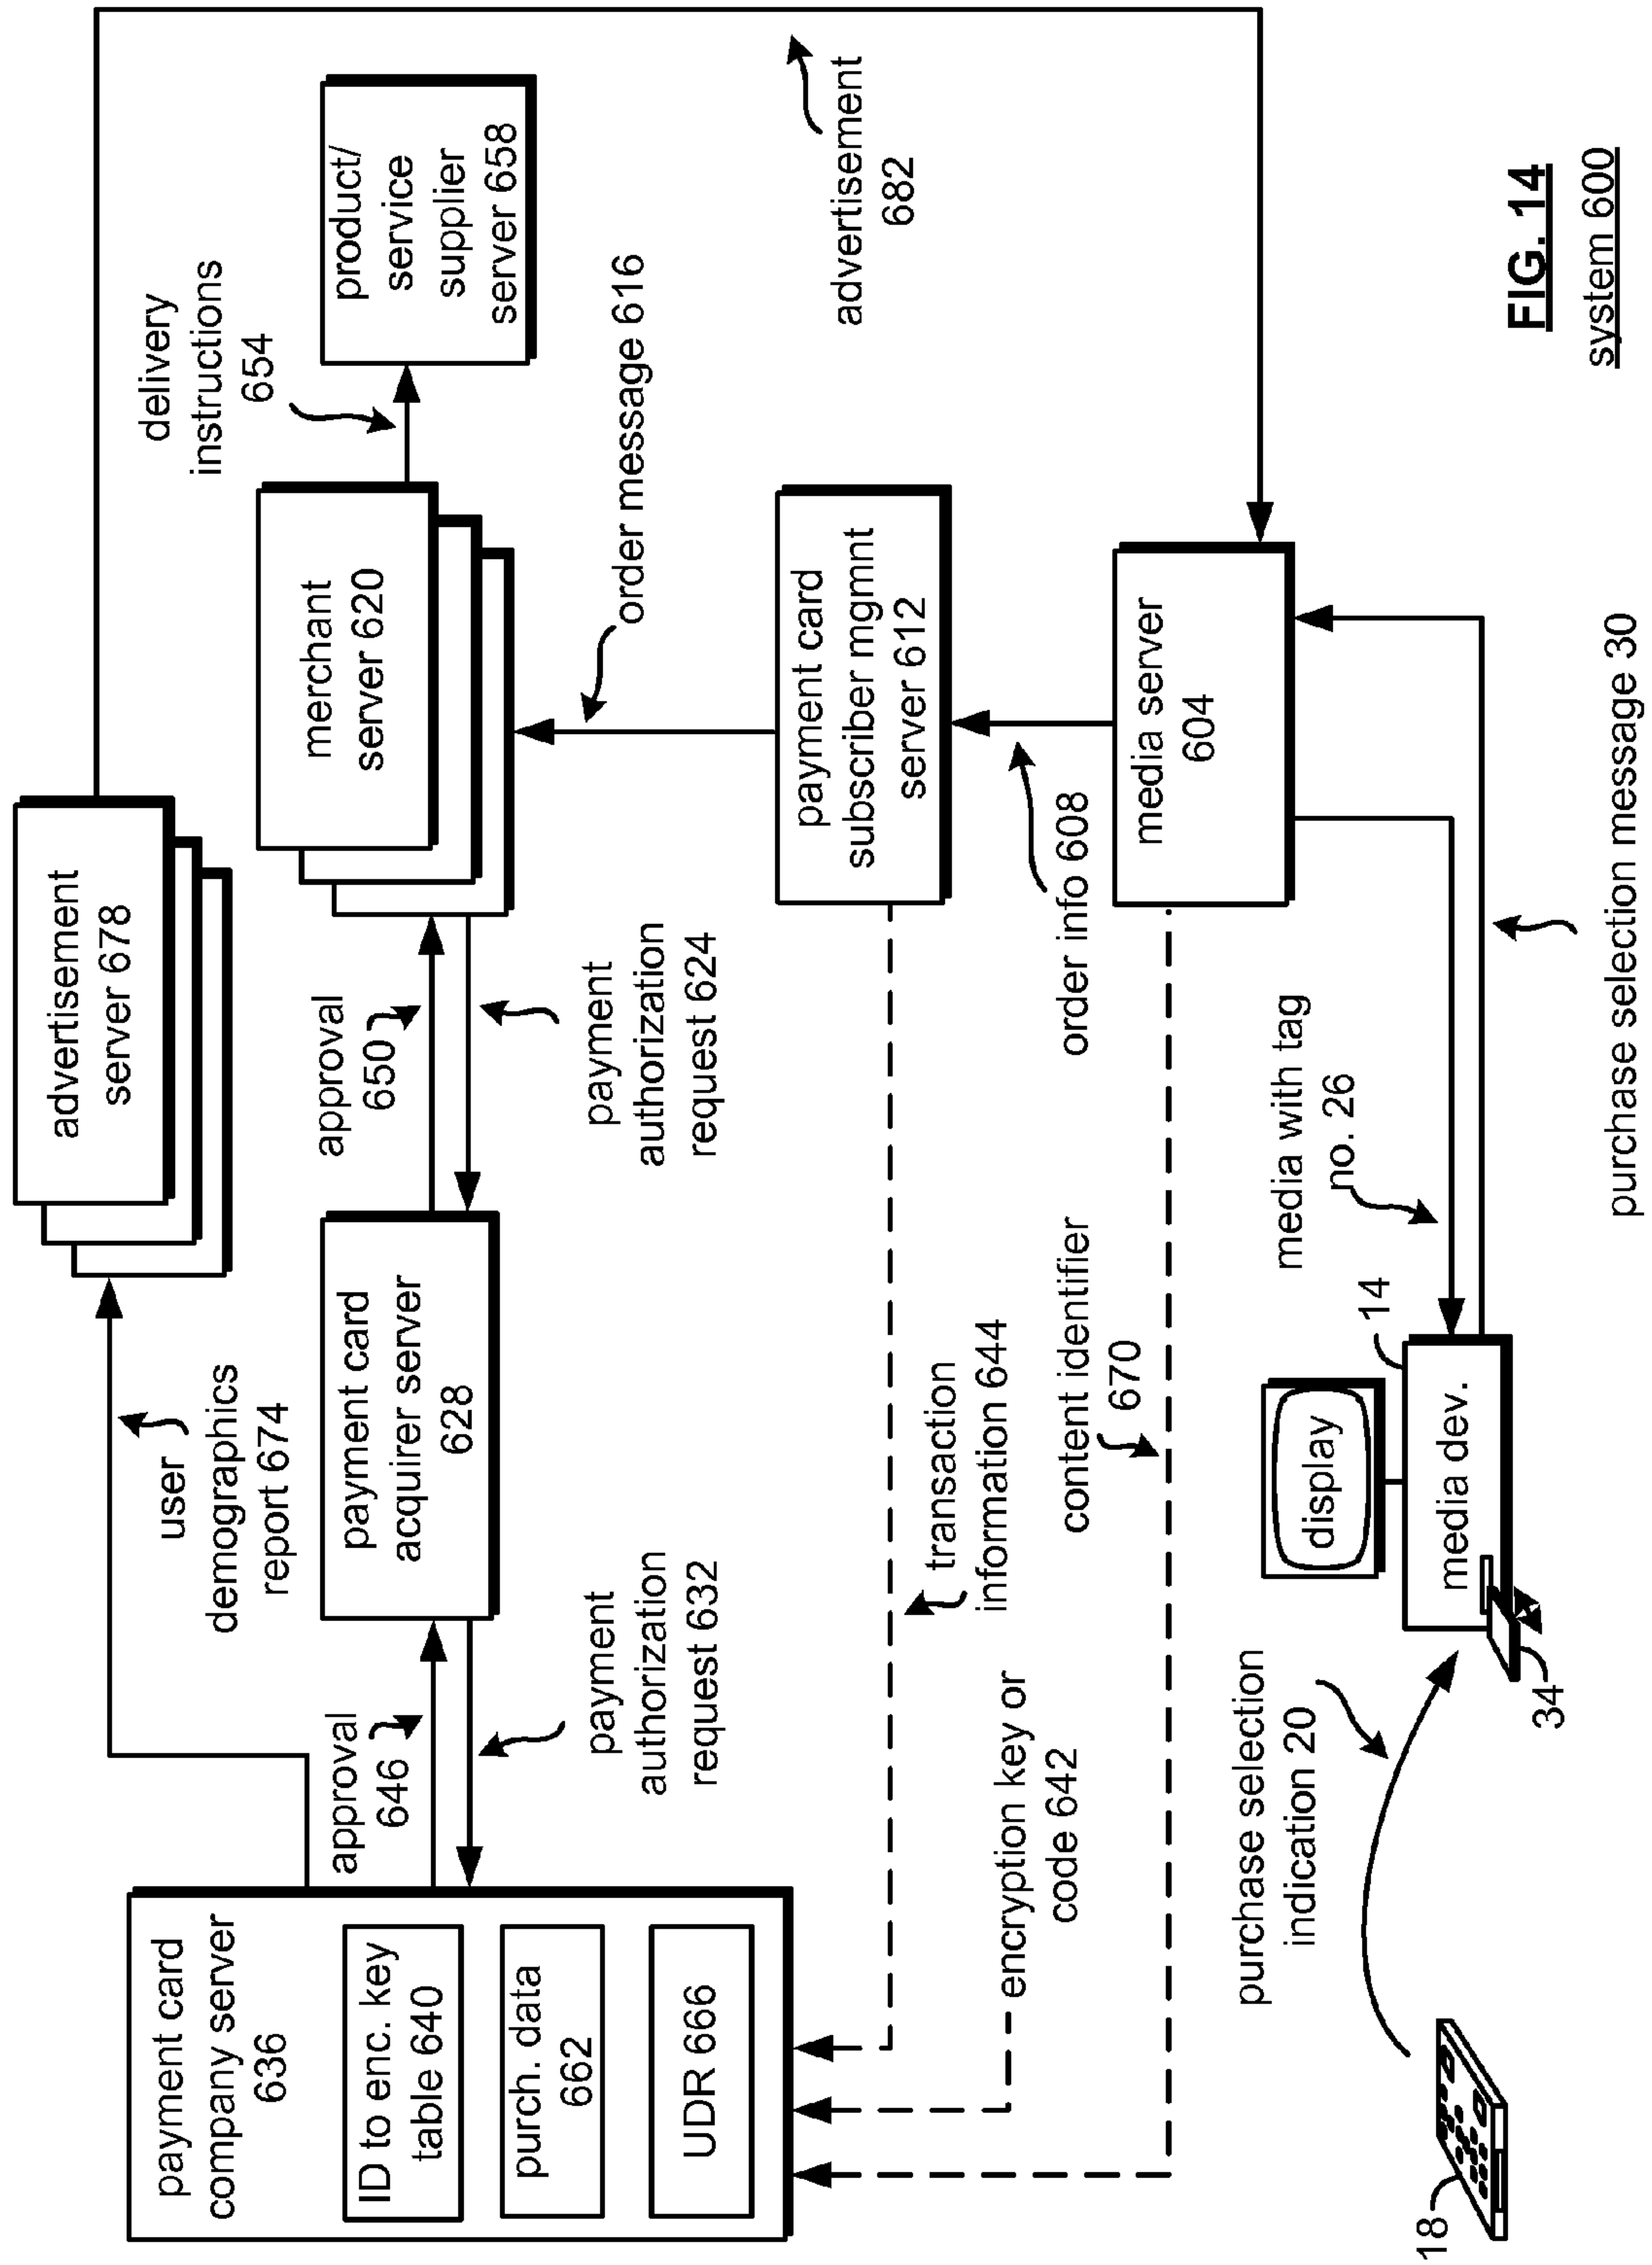 advertisement
server 678
user
demographics
report 674
delivery
instructions
654
product/
service
supplier
server 658
merchant
server 620
approval
650
payment
authorization
request 624
order message 616
payment card
acquirer server
628
approval
646
payment
authorization
request 632
payment card
company server
636
ID to enc. key
table 640
purch. data
662
UDR 666
advertisement
682
payment card
subscriber mgmnt
server 612
order info 608
media server
604
transaction
information 644
encryption key or
code 642
content identifier
670
media with tag
no. 26
purchase selection message 30
display
14
media dev.
34
purchase selection
indication 20
18
FIG. 14
system 600